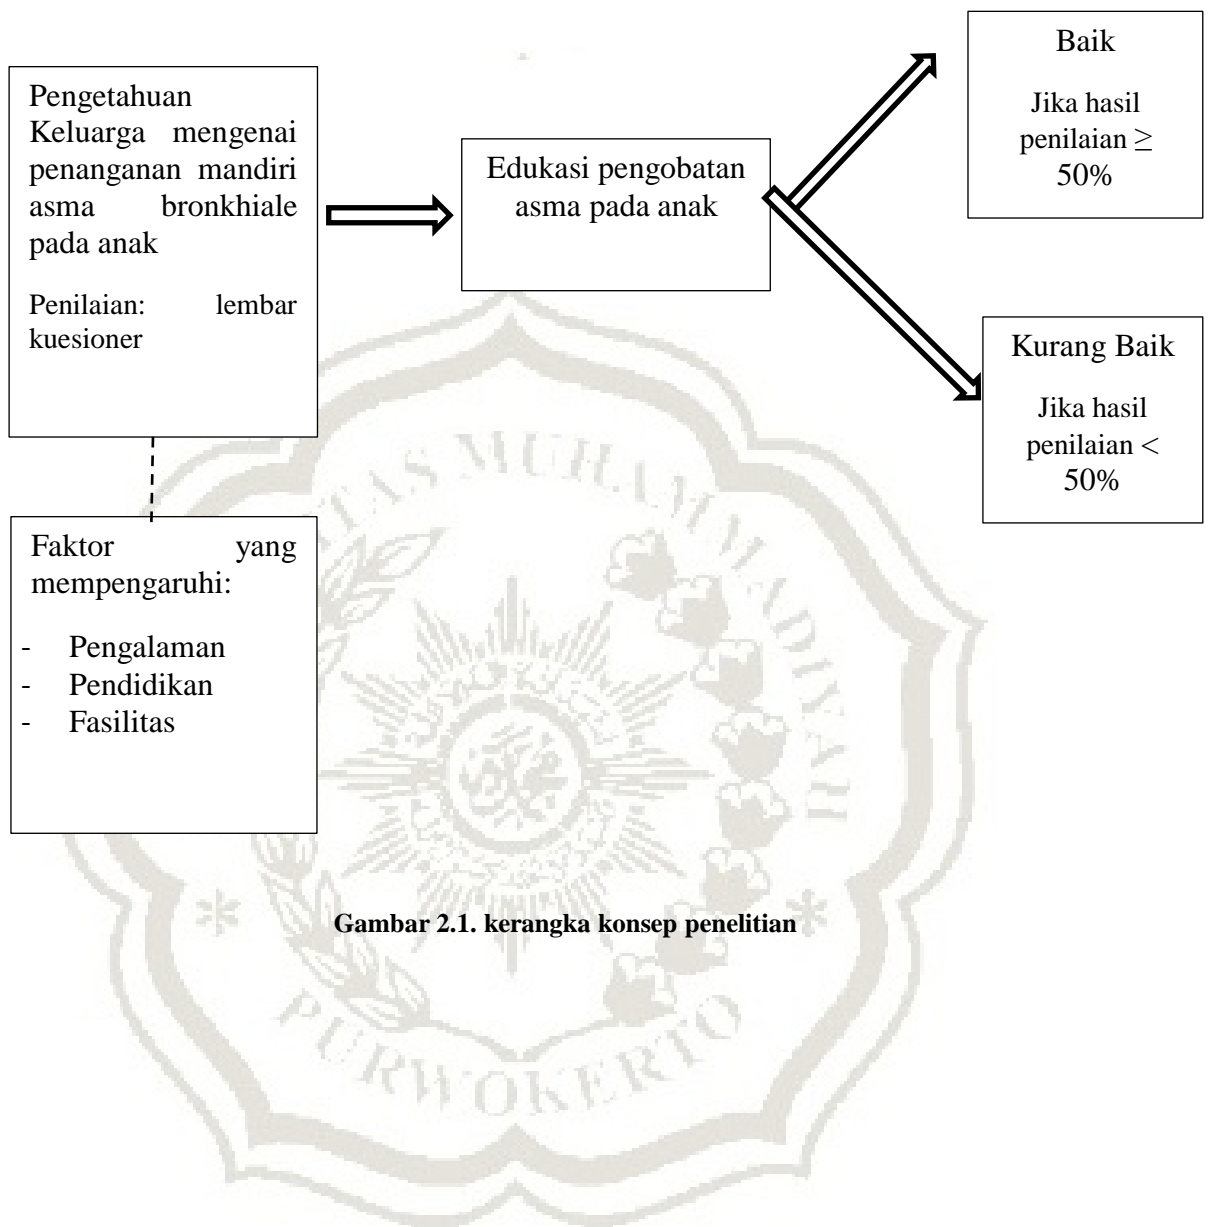 Pengetahuan
Keluarga mengenai
penanganan mandiri
asma bronkhiale
pada anak
Penilaian: lembar
kuesioner
Edukasi pengobatan
asma pada anak
Baik
Jika hasil
penilaian ≥
50%
Kurang Baik
Jika hasil
penilaian <
50%
Faktor yang
mempengaruhi:
- Pengalaman
- Pendidikan
- Fasilitas
Gambar 2.1. kerangka konsep penelitian
TAS MUHAMMADIYAH
PURWOKERTO